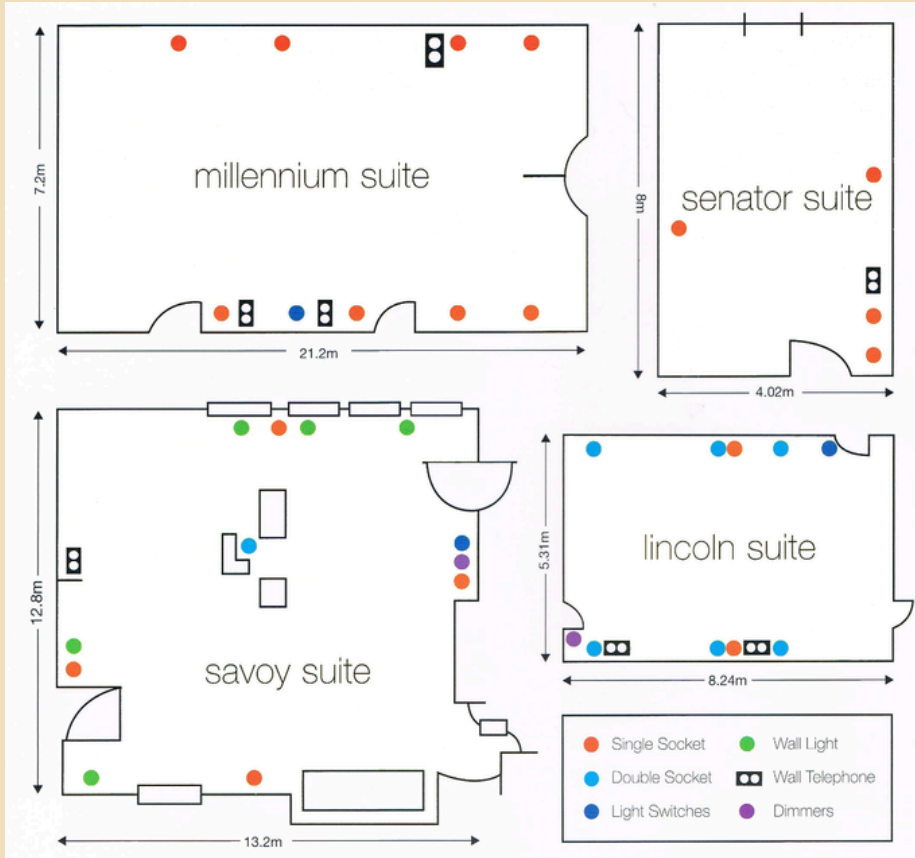 7.2m
millennium suite
21.2m
8m
senator suite
4.02m
12.8m
savoy suite
13.2m
5.31m
lincoln suite
8.24m
Single Socket
Wall Light
Double Socket
Wall Telephone
Light Switches
Dimmers